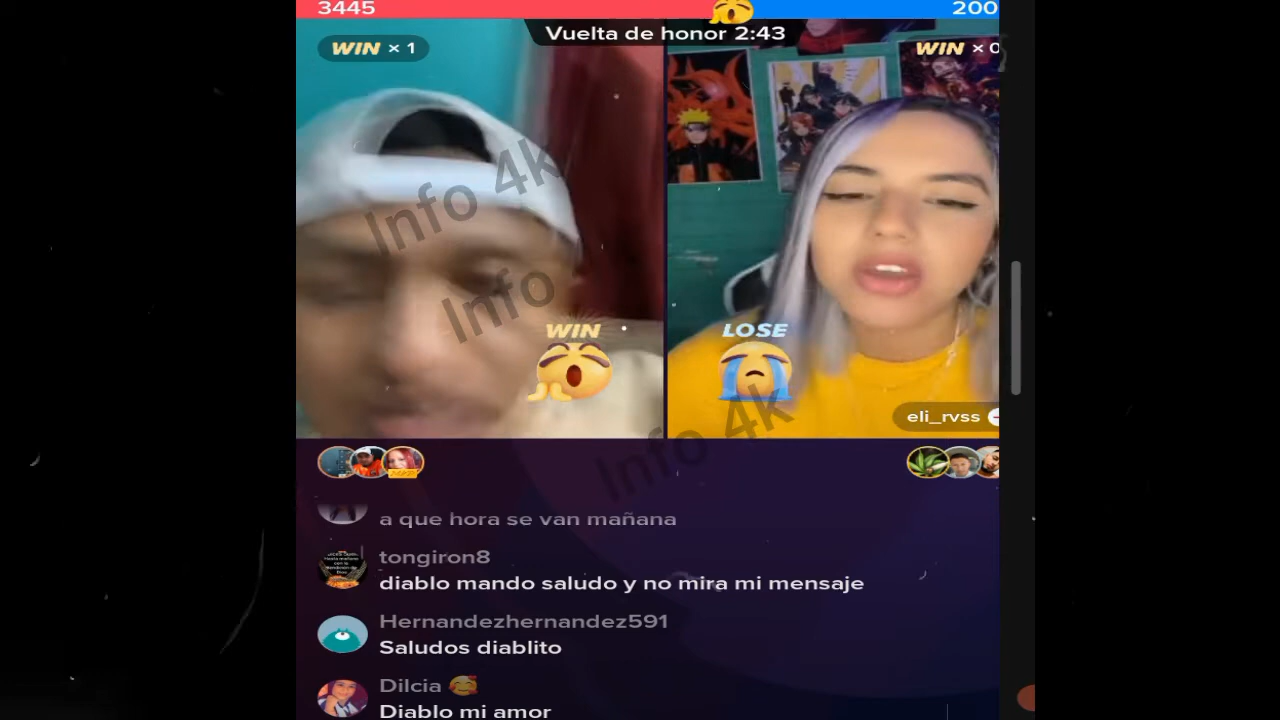 3445
200
Vuelta de honor 2:43
WIN × 1
WIN × 0
Info 4k
Info
WIN
LOSE
Info 4k
eli_rvss
a que hora se van mañana
tongiron8
diablo mando saludo y no mira mi mensaje
Hernandezhernandez591
Saludos diablito
Dilcia
Diablo mi amor